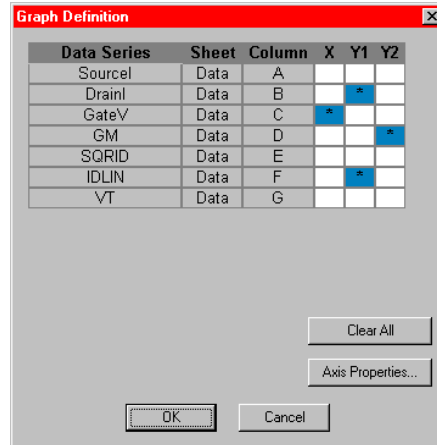 Graph Definition
Data Series Sheet Column X Y1 Y2
SourceI Data A
DrainI Data B *
GateV Data C *
GM Data D *
SQRID Data E
IDLIN Data F *
VT Data G
Clear All
Axis Properties...
OK Cancel